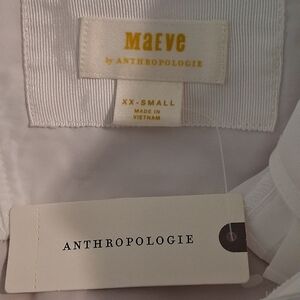 MAEVE
by ANTHROPOLOGIE
XX-SMALL
MADE IN
VIETNAM
ANTHROPOLOGIE